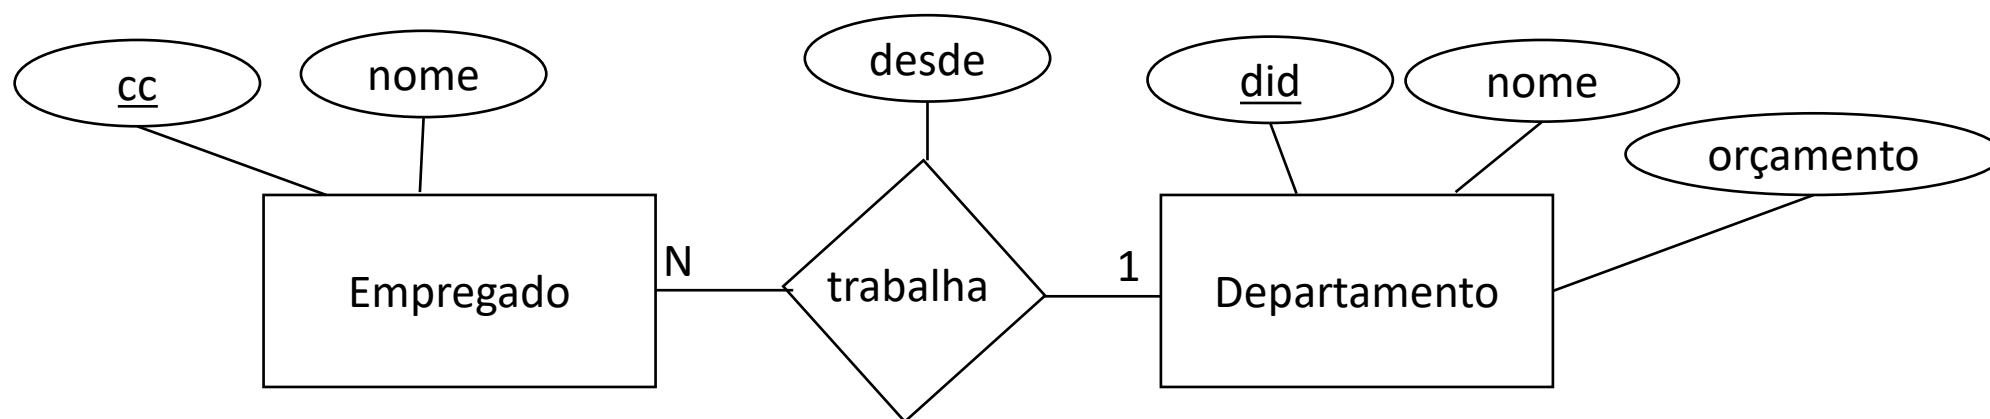 cc
nome
desde
did
nome
orçamento
Empregado
N
trabalha
1
Departamento